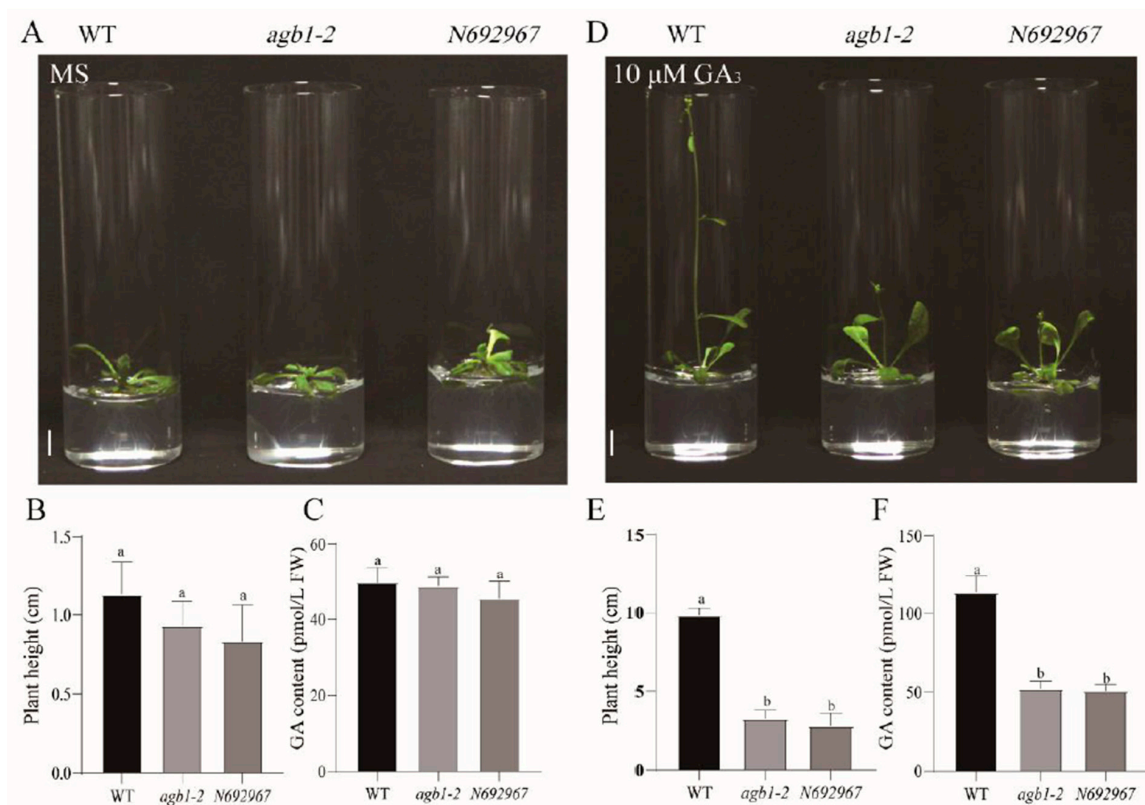 A
WT
agb1-2
N692967
MS
D
WT
agb1-2
N692967
10 μM GA₃
B
Plant height (cm)
1.5
1.0
0.5
0.0
a
a
a
WT
agb1-2
N692967
C
GA content (pmol/L FW)
60
40
20
0
a
a
a
WT
agb1-2
N692967
E
Plant height (cm)
15
10
5
0
a
b
b
WT
agb1-2
N692967
F
GA content (pmol/L FW)
150
100
50
0
a
b
b
WT
agb1-2
N692967